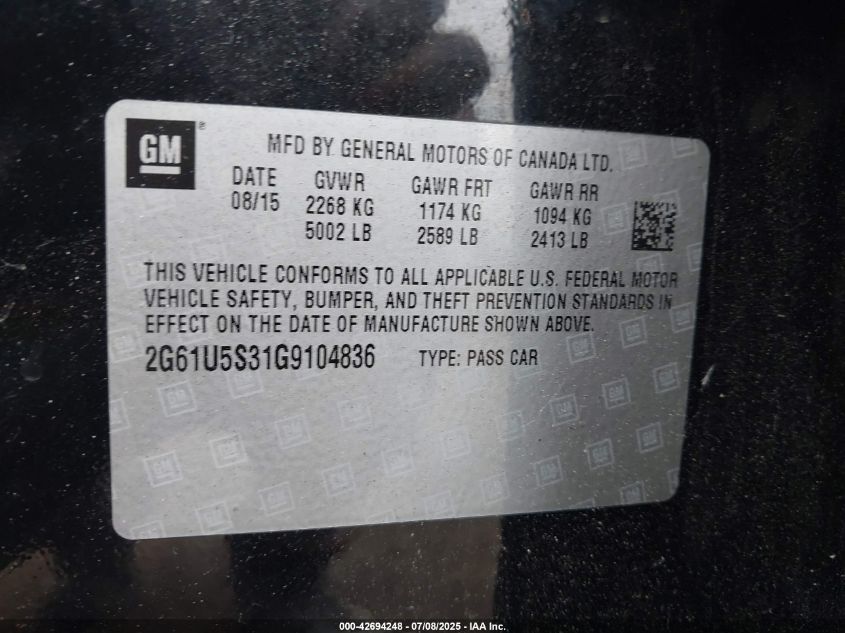 GM®
MFD BY GENERAL MOTORS OF CANADA LTD.
DATE GVWR GAWR FRT GAWR RR
08/15 2268 KG 1174 KG 1094 KG
5002 LB 2589 LB 2413 LB
THIS VEHICLE CONFORMS TO ALL APPLICABLE U.S. FEDERAL MOTOR
VEHICLE SAFETY, BUMPER, AND THEFT PREVENTION STANDARDS IN
EFFECT ON THE DATE OF MANUFACTURE SHOWN ABOVE.
2G61U5S31G9104836 TYPE: PASS CAR
000-42694248 - 07/08/2025 - IAA Inc.